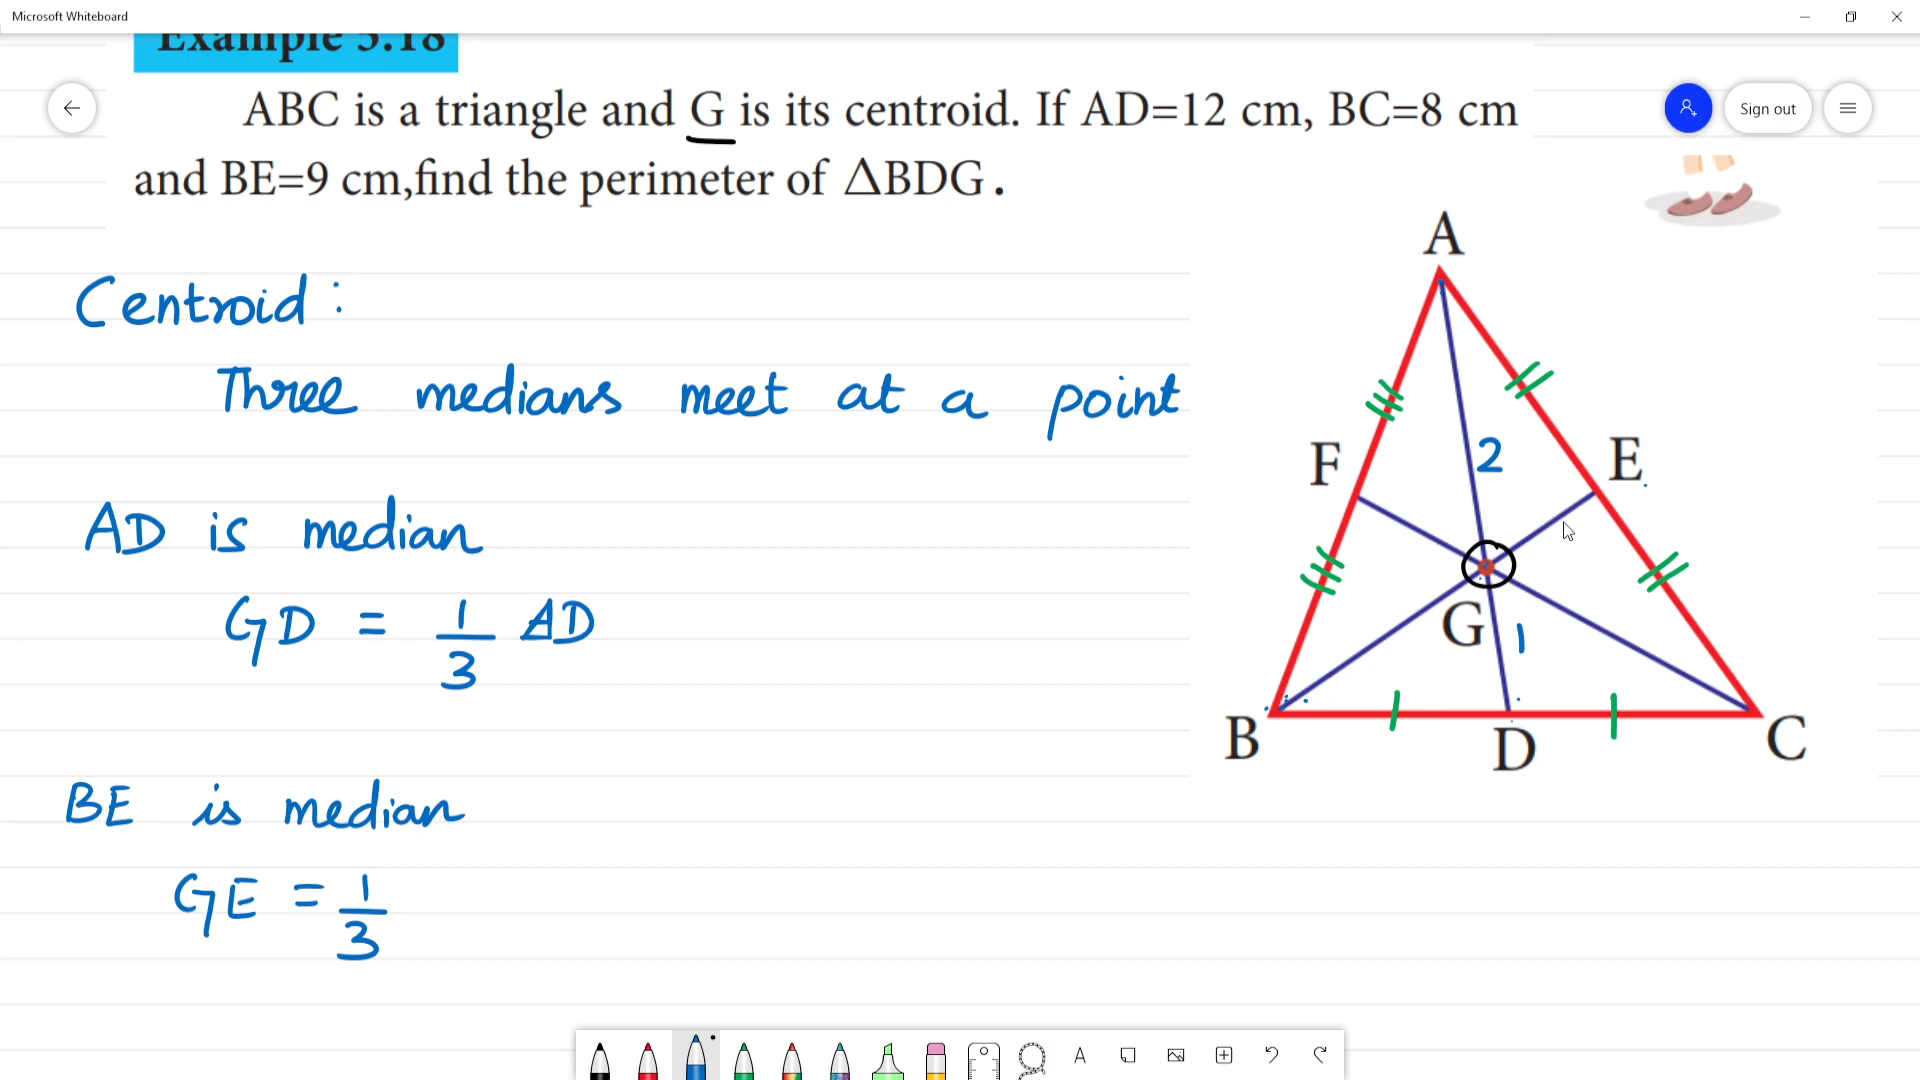 Microsoft Whiteboard
Example 5.18
ABC is a triangle and G is its centroid. If AD=12 cm, BC=8 cm
and BE=9 cm,find the perimeter of ΔBDG.
Sign out
Centroid :
Three medians meet at a point
AD is median
GD = 1/3 AD
BE is median
GE = 1/3
A
F
2
E
G
1
B
D
C
A